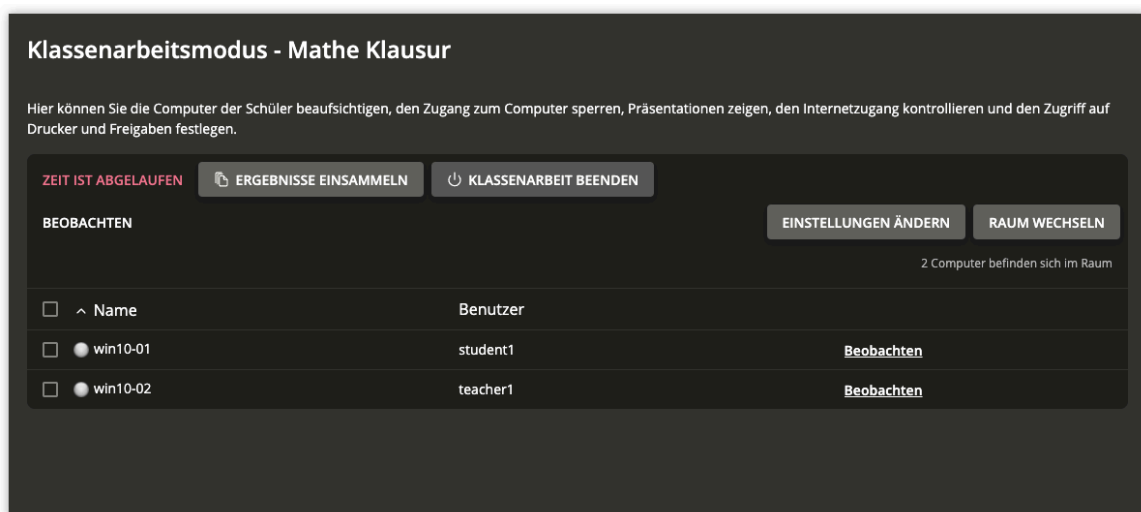 Klassenarbeitsmodus - Mathe Klausur
Hier können Sie die Computer der Schüler beaufsichtigen, den Zugang zum Computer sperren, Präsentationen zeigen, den Internetzugang kontrollieren und den Zugriff auf
Drucker und Freigaben festlegen.
ZEIT IST ABGELAUFEN ERGEBNISSE EINSAMMELN KLASSENARBEIT BEENDEN
BEOBACHTEN EINSTELLUNGEN ÄNDERN RAUM WECHSELN
2 Computer befinden sich im Raum
Name Benutzer
win10-01 student1 Beobachten
win10-02 teacher1 Beobachten